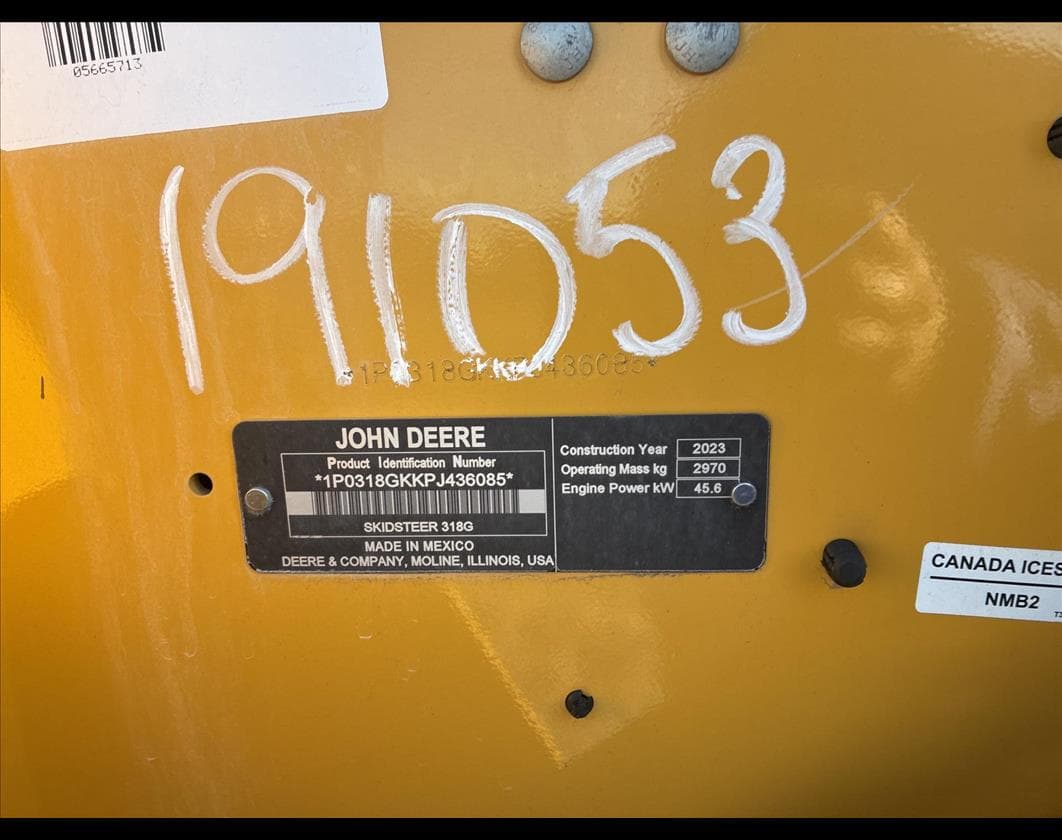 05665713
191053
*1P0318GKKPJ436085*
JOHN DEERE
Product Identification Number
*1P0318GKKPJ436085*
SKIDSTEER 318G
MADE IN MEXICO
DEERE & COMPANY, MOLINE, ILLINOIS, USA
Construction Year 2023
Operating Mass kg 2970
Engine Power kW 45.6
CANADA ICES
NMB2